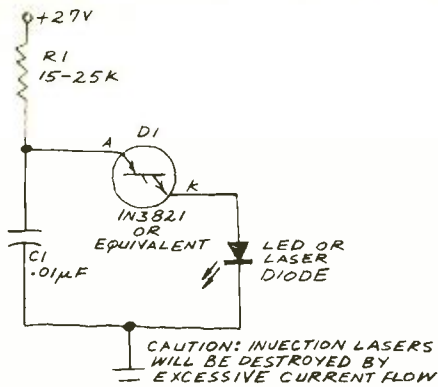 +27V
R1
15-25K
A
D1
K
1N3821
OR
EQUIVALENT
C1
.01µF
LED OR
LASER
DIODE
CAUTION: INJECTION LASERS
WILL BE DESTROYED BY
EXCESSIVE CURRENT FLOW